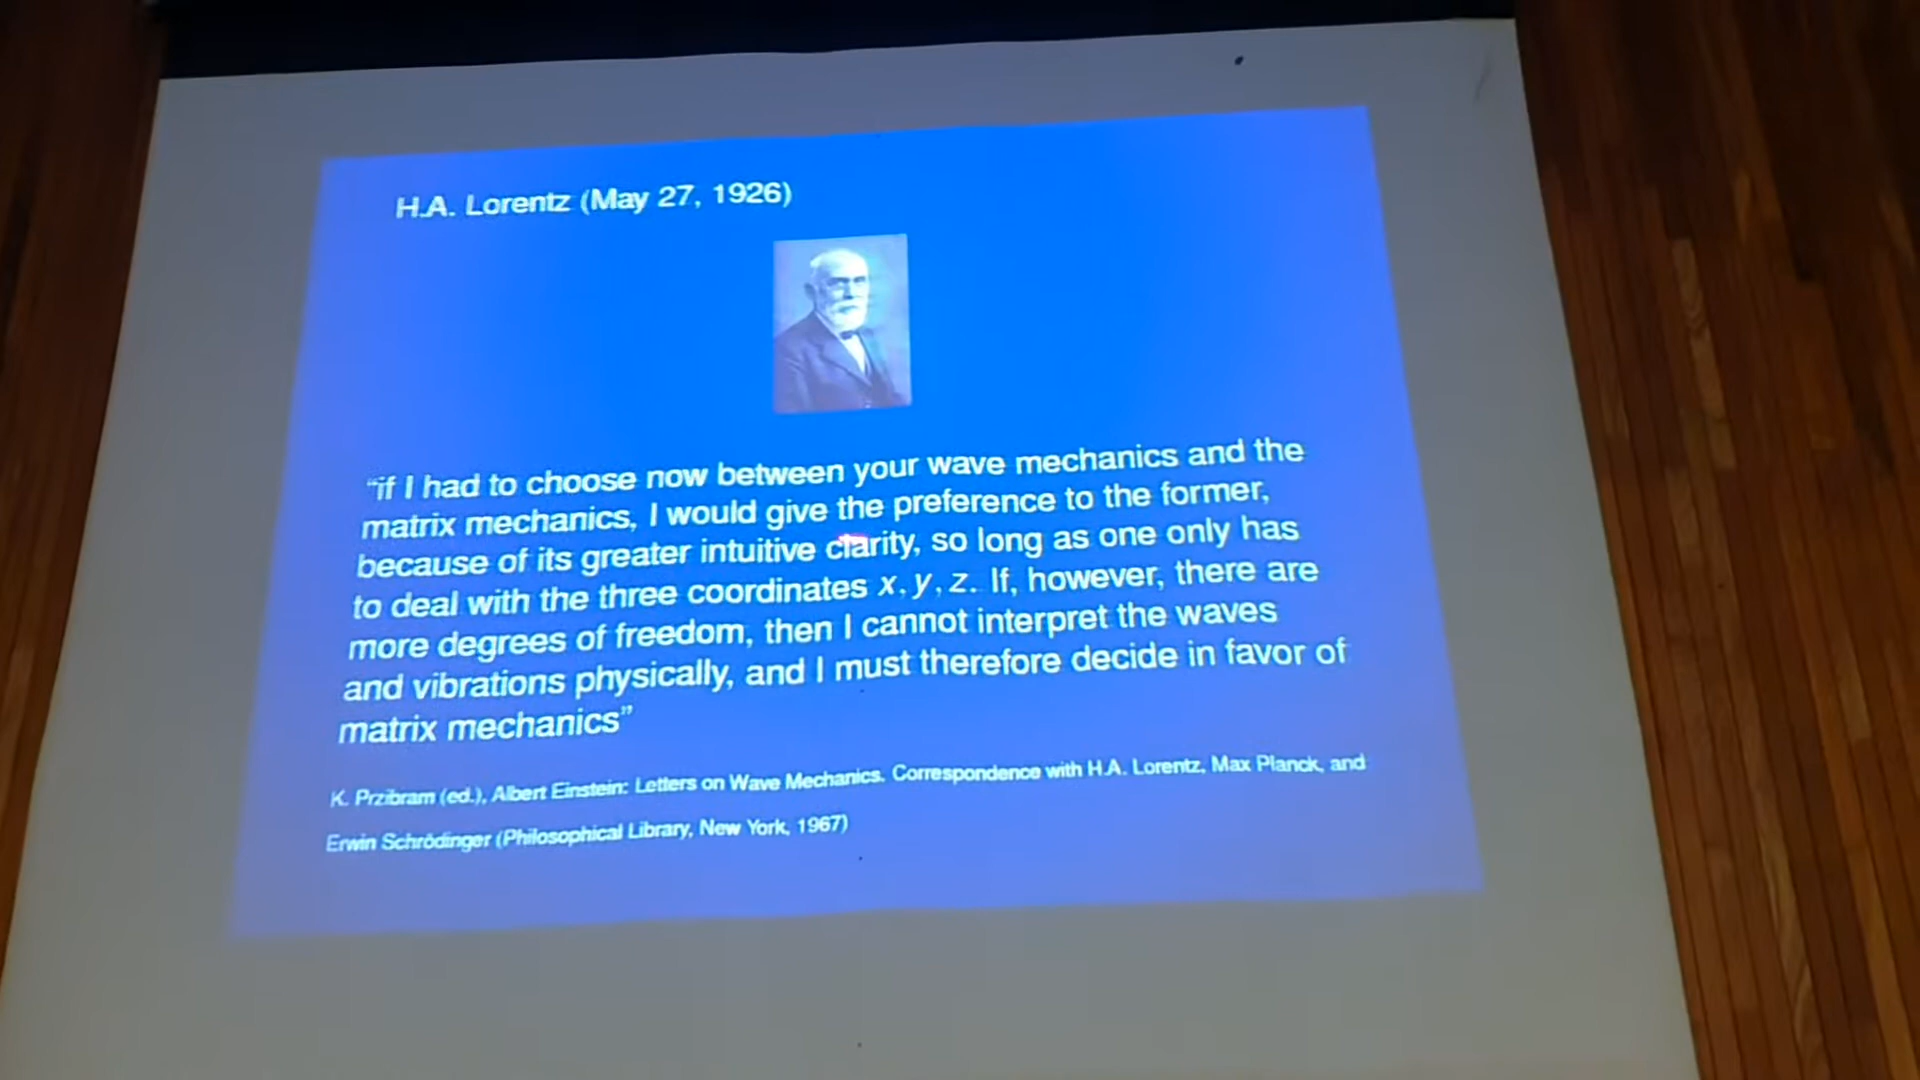 H.A. Lorentz (May 27, 1926)
“if I had to choose now between your wave mechanics and the
matrix mechanics, I would give the preference to the former,
because of its greater intuitive clarity, so long as one only has
to deal with the three coordinates x, y, z. If, however, there are
more degrees of freedom, then I cannot interpret the waves
and vibrations physically, and I must therefore decide in favor of
matrix mechanics”
K. Przibram (ed.), Albert Einstein: Letters on Wave Mechanics. Correspondence with H.A. Lorentz, Max Planck, and
Erwin Schrödinger (Philosophical Library, New York, 1967)